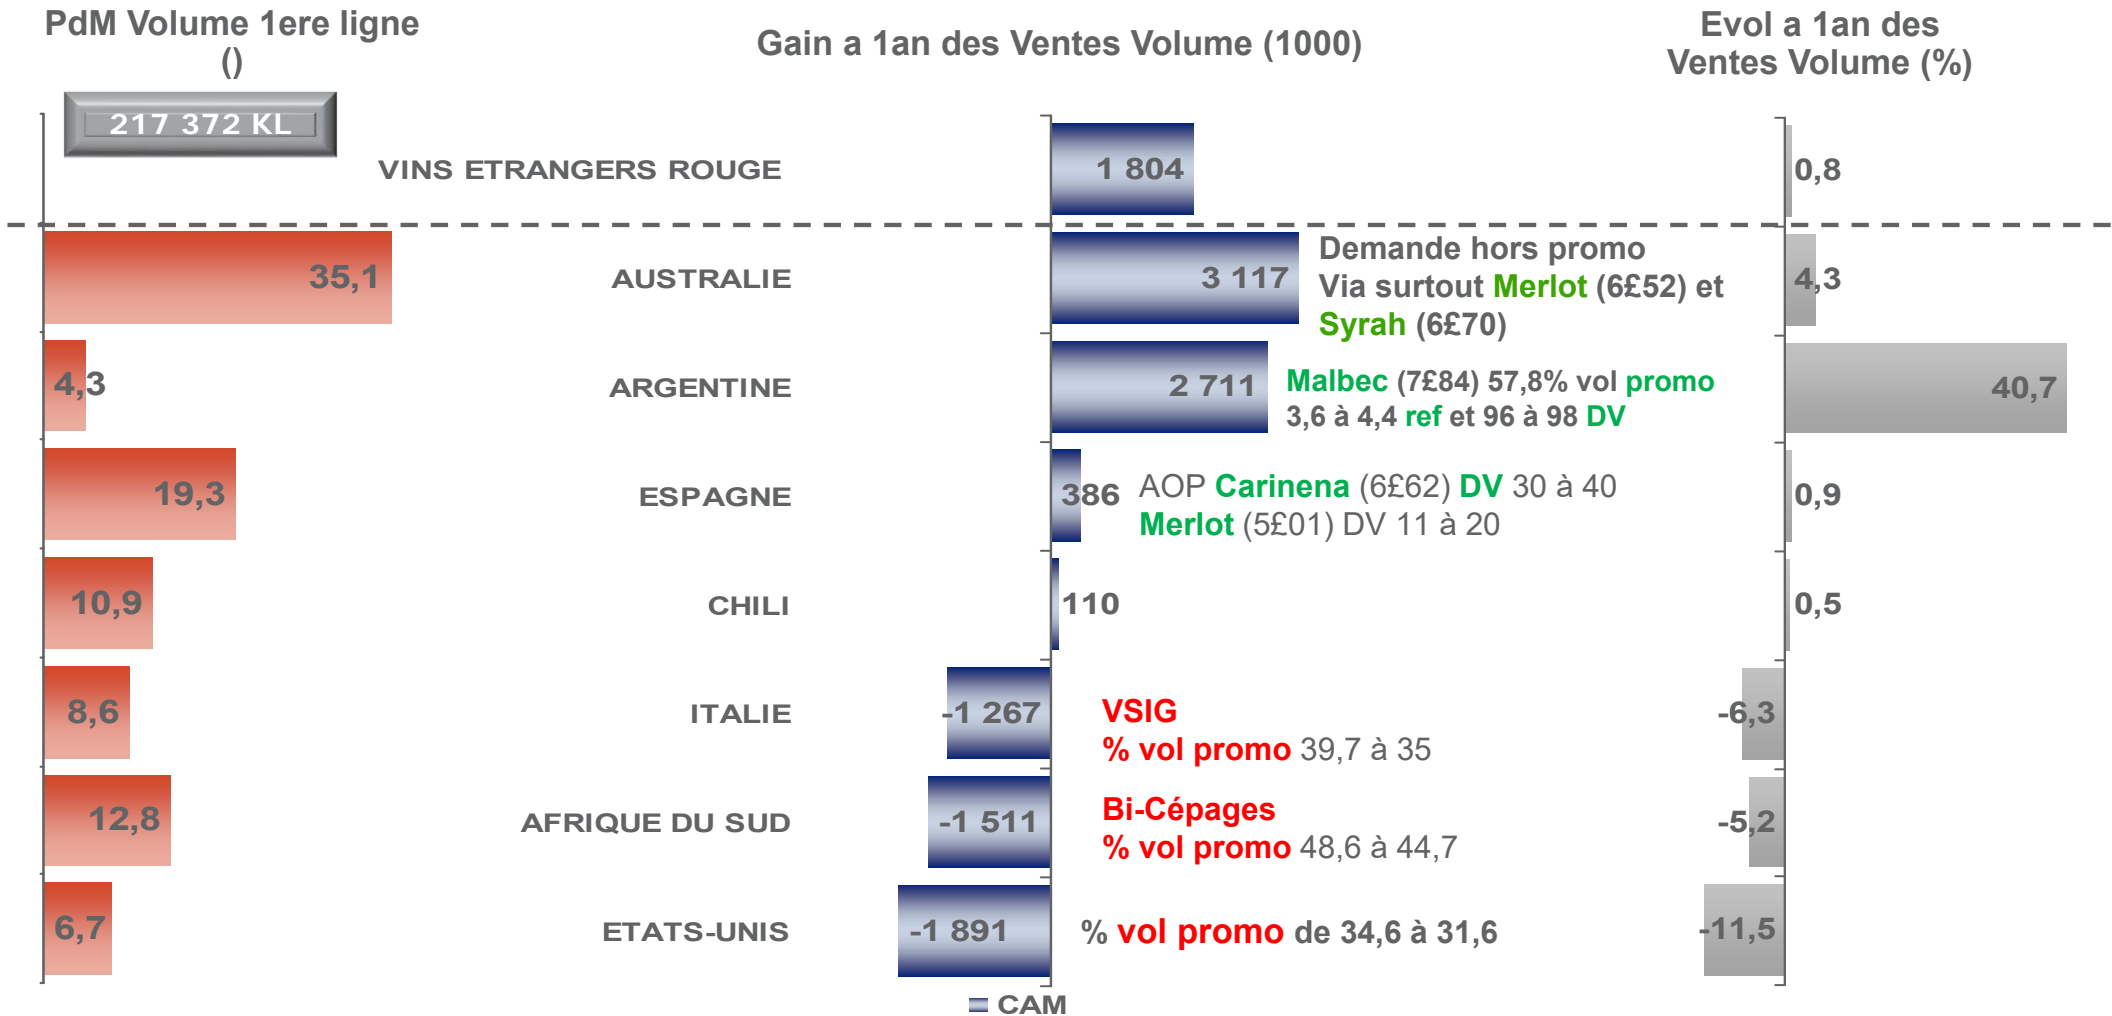 PdM Volume 1ere ligne
()
Gain a 1an des Ventes Volume (1000)
Evol a 1an des
Ventes Volume (%)
217 372 KL
VINS ETRANGERS ROUGE
1 804
0,8
35,1
AUSTRALIE
3 117
Demande hors promo
Via surtout Merlot (6£52) et
Syrah (6£70)
4,3
4,3
ARGENTINE
2 711
Malbec (7£84) 57,8% vol promo
3,6 à 4,4 ref et 96 à 98 DV
40,7
19,3
ESPAGNE
386
AOP Carinena (6£62) DV 30 à 40
Merlot (5£01) DV 11 à 20
0,9
10,9
CHILI
110
0,5
8,6
ITALIE
-1 267
VSIG
% vol promo 39,7 à 35
-6,3
12,8
AFRIQUE DU SUD
-1 511
Bi-Cépages
% vol promo 48,6 à 44,7
-5,2
6,7
ETATS-UNIS
-1 891
% vol promo de 34,6 à 31,6
-11,5
CAM